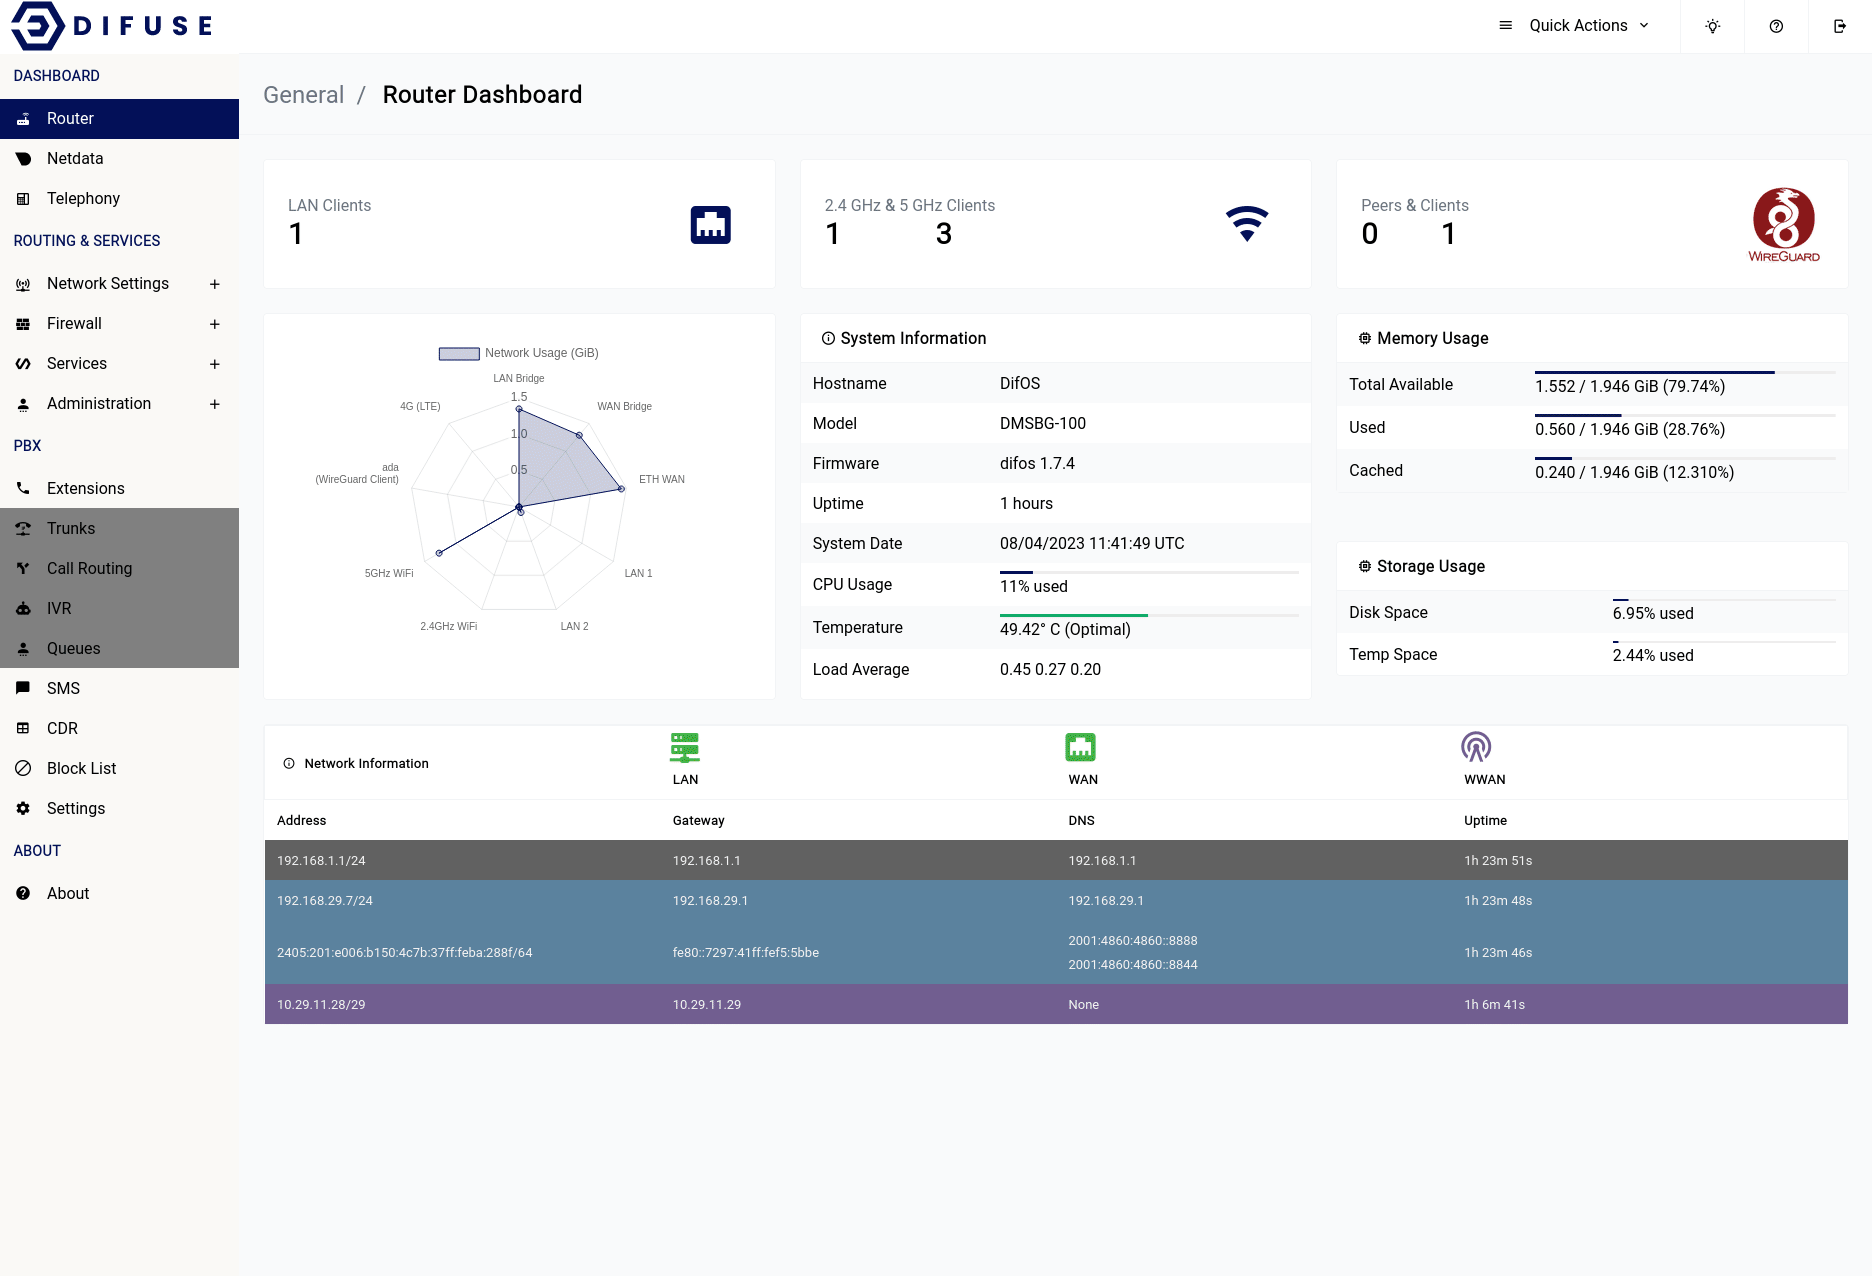 DIFUSE
Quick Actions
DASHBOARD
Router
Netdata
Telephony
ROUTING & SERVICES
Network Settings +
Firewall +
Services +
Administration +
PBX
Extensions
Trunks
Call Routing
IVR
Queues
SMS
CDR
Block List
Settings
ABOUT
About
General / Router Dashboard
LAN Clients
1
2.4 GHz & 5 GHz Clients
1 3
Peers & Clients
0 1
WIREGUARD
Network Usage (GiB)
LAN Bridge
1.5
4G (LTE)
WAN Bridge
1.0
ada
(WireGuard Client)
0.5
ETH WAN
5GHz WiFi
LAN 1
2.4GHz WiFi
LAN 2
System Information
Hostname DifOS
Model DMSBG-100
Firmware difos 1.7.4
Uptime 1 hours
System Date 08/04/2023 11:41:49 UTC
CPU Usage 11% used
Temperature 49.42° C (Optimal)
Load Average 0.45 0.27 0.20
Memory Usage
Total Available 1.552 / 1.946 GiB (79.74%)
Used 0.560 / 1.946 GiB (28.76%)
Cached 0.240 / 1.946 GiB (12.310%)
Storage Usage
Disk Space 6.95% used
Temp Space 2.44% used
Network Information LAN WAN WWAN
Address Gateway DNS Uptime
192.168.1.1/24 192.168.1.1 192.168.1.1 1h 23m 51s
192.168.29.7/24 192.168.29.1 192.168.29.1 1h 23m 48s
2405:201:e006:b150:4c7b:37ff:feba:288f/64 fe80::7297:41ff:fef5:5bbe 2001:4860:4860::8888 1h 23m 46s
2001:4860:4860::8844
10.29.11.28/29 10.29.11.29 None 1h 6m 41s